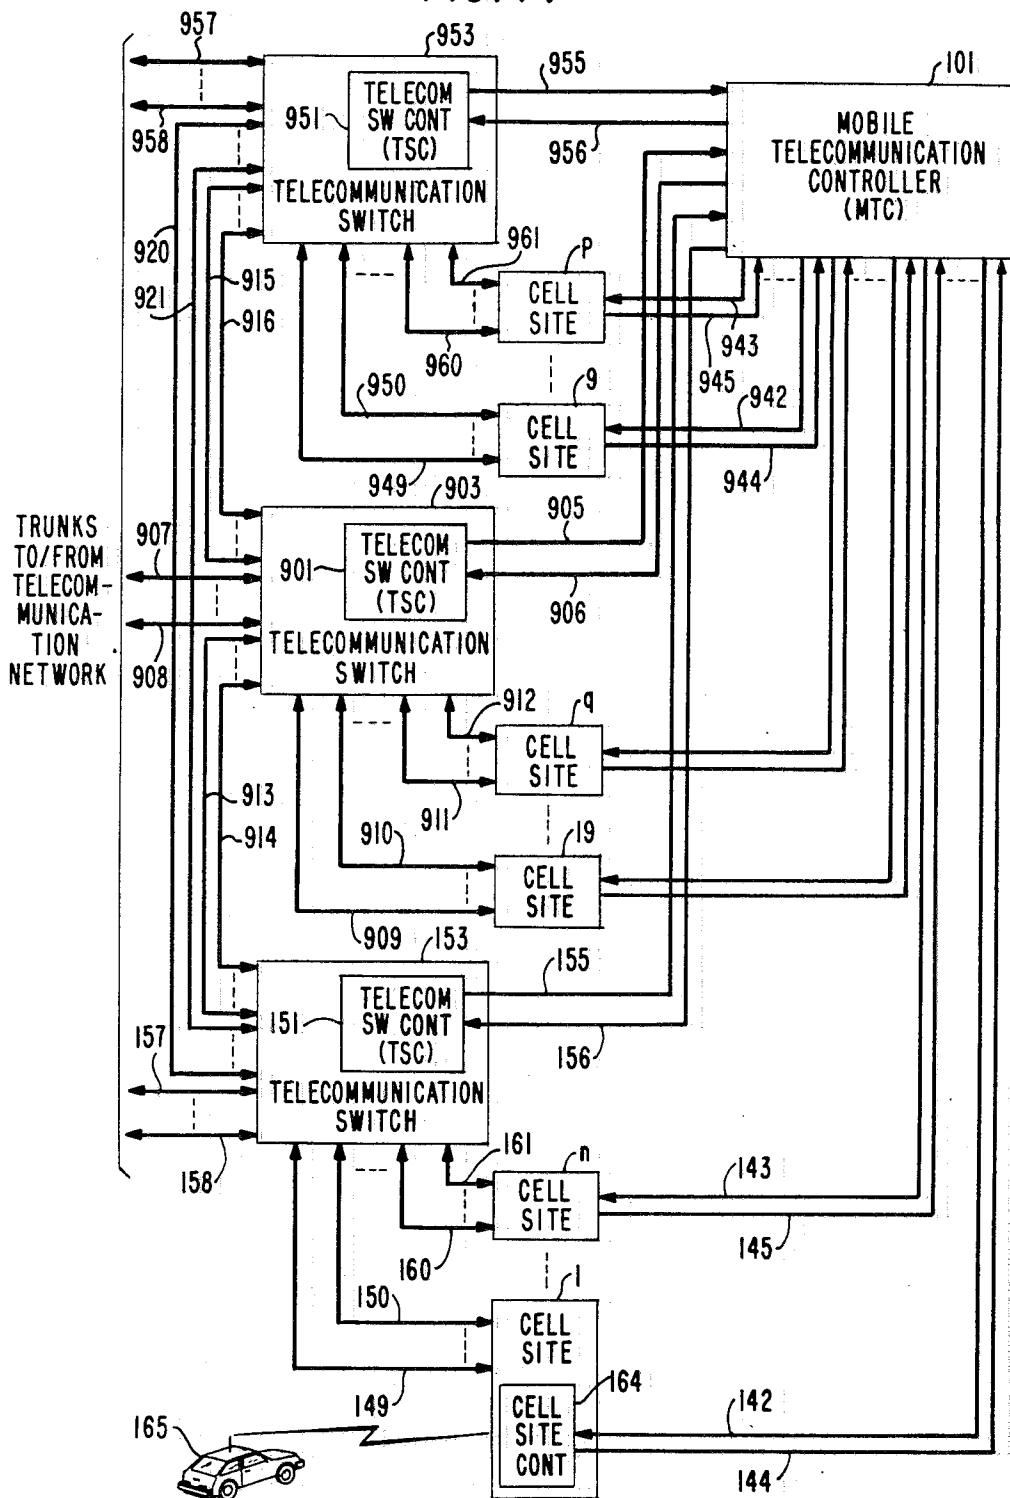 957
953
955
101
TELECOM
SW CONT
(TSC)
951
958
956
MOBILE
TELECOMMUNICATION
CONTROLLER
(MTC)
TELECOMMUNICATION
SWITCH
920
915
921
916
961
P
CELL
SITE
960
943
945
950
9
CELL
SITE
942
944
949
903
905
TRUNKS
TO/FROM
TELECOM-
MUNICA-
TION
NETWORK
907
908
TELECOM
SW CONT
(TSC)
901
906
TELECOMMUNICATION
SWITCH
912
q
CELL
SITE
911
913
914
910
19
CELL
SITE
909
153
155
TELECOM
SW CONT
(TSC)
151
156
157
TELECOMMUNICATION
SWITCH
158
161
n
CELL
SITE
143
145
160
150
1
CELL
SITE
149
164
CELL
SITE
CONT
142
144
165